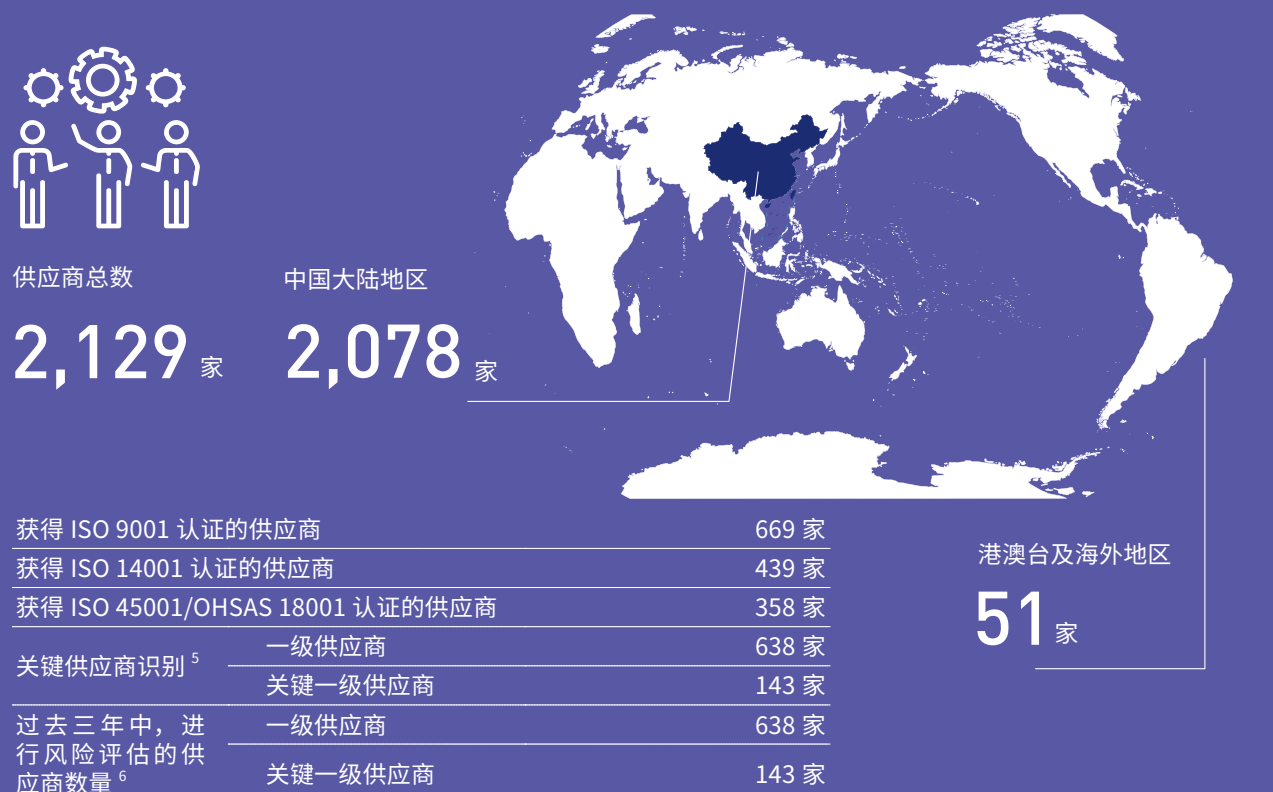 供应商总数
2,129 家
中国大陆地区
2,078 家
港澳台及海外地区
51 家
获得 ISO 9001 认证的供应商 669 家
获得 ISO 14001 认证的供应商 439 家
获得 ISO 45001/OHSAS 18001 认证的供应商 358 家
关键供应商识别 5
一级供应商 638 家
关键一级供应商 143 家
过去三年中，进
行风险评估的供
应商数量 6
一级供应商 638 家
关键一级供应商 143 家